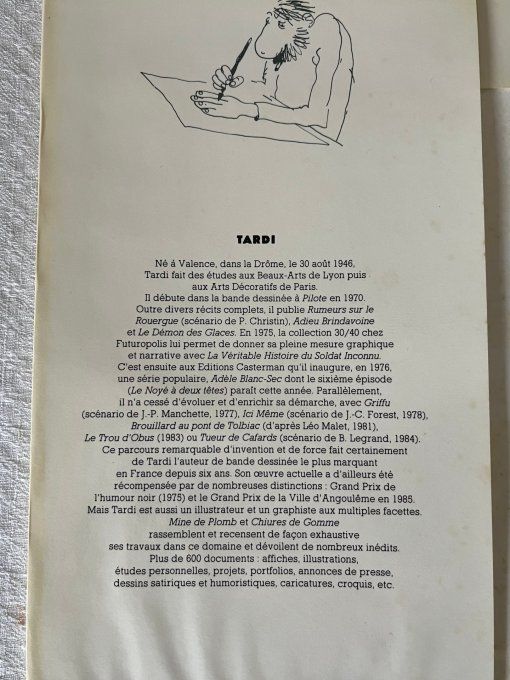 TARDI
Né à Valence, dans la Drôme, le 30 août 1946,
Tardi fait des études aux Beaux-Arts de Lyon puis
aux Arts Décoratifs de Paris.
Il débute dans la bande dessinée à Pilote en 1970.
Outre divers récits complets, il publie Rumeurs sur le
Rouergue (scénario de P. Christin), Adieu Brindavoine
et Le Démon des Glaces. En 1975, la collection 30/40 chez
Futuropolis lui permet de donner sa pleine mesure graphique
et narrative avec La Véritable Histoire du Soldat Inconnu.
C'est ensuite aux Editions Casterman qu'il inaugure, en 1976,
une série populaire, Adèle Blanc-Sec dont le sixième épisode
(Le Noyé à deux têtes) paraît cette année. Parallèlement,
il n'a cessé d'évoluer et d'enrichir sa démarche, avec Griffu
(scénario de J.-P. Manchette, 1977), Ici Même (scénario de J.-C. Forest, 1978),
Brouillard au pont de Tolbiac (d'après Léo Malet, 1981),
Le Trou d'Obus (1983) ou Tueur de Cafards (scénario de B. Legrand, 1984).
Ce parcours remarquable d'invention et de force fait certainement
de Tardi l'auteur de bande dessinée le plus marquant
en France depuis six ans. Son œuvre actuelle a d'ailleurs été
récompensée par de nombreuses distinctions : Grand Prix de
l'humour noir (1975) et le Grand Prix de la Ville d'Angoulême en 1985.
Mais Tardi est aussi un illustrateur et un graphiste aux multiples facettes.
Mine de Plomb et Chiures de Gomme
rassemblent et recensent de façon exhaustive
ses travaux dans ce domaine et dévoilent de nombreux inédits.
Plus de 600 documents : affiches, illustrations,
études personnelles, projets, portfolios, annonces de presse,
dessins satiriques et humoristiques, caricatures, croquis, etc.